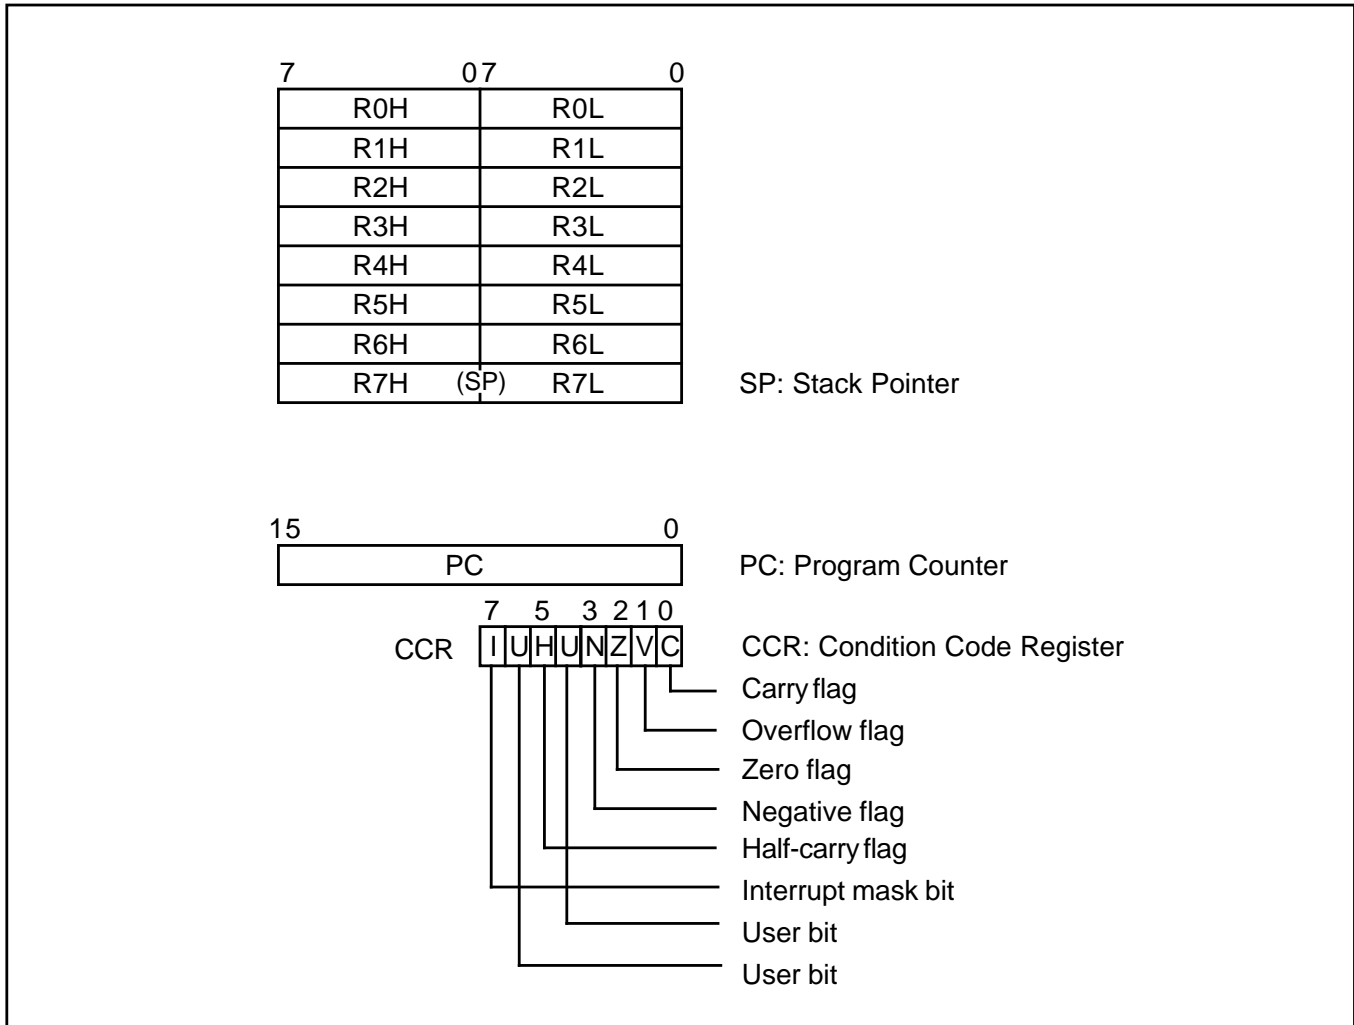 7 0 7 0
R0H R0L
R1H R1L
R2H R2L
R3H R3L
R4H R4L
R5H R5L
R6H R6L
R7H (SP) R7L SP: Stack Pointer
15 0
PC PC: Program Counter
7 5 3 2 1 0
CCR I U H U N Z V C CCR: Condition Code Register
Carry flag
Overflow flag
Zero flag
Negative flag
Half-carry flag
Interrupt mask bit
User bit
User bit